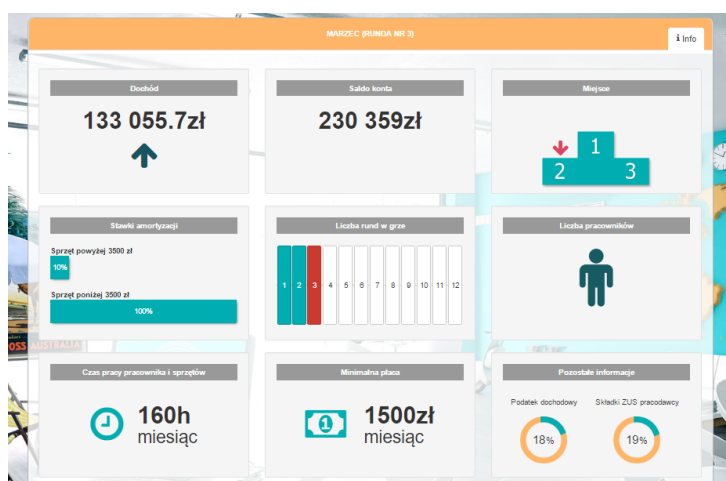 MARZEC (RUNDA NR 3)
i Info
Dochód
133 055.7zł
Saldo konta
230 359zł
Miejsce
1
2
3
Stawki amortyzacji
Sprzęt powyżej 3500 zł
10%
Sprzęt poniżej 3500 zł
100%
Liczba rund w grze
1 2 3 4 5 6 7 8 9 10 11 12
Liczba pracowników
Czas pracy pracownika i sprzętów
160h
miesiąc
Minimalna płaca
1
1500zł
miesiąc
Pozostałe informacje
Podatek dochodowy
Składki ZUS pracodawcy
18%
19%
OSS AUSTRALIA